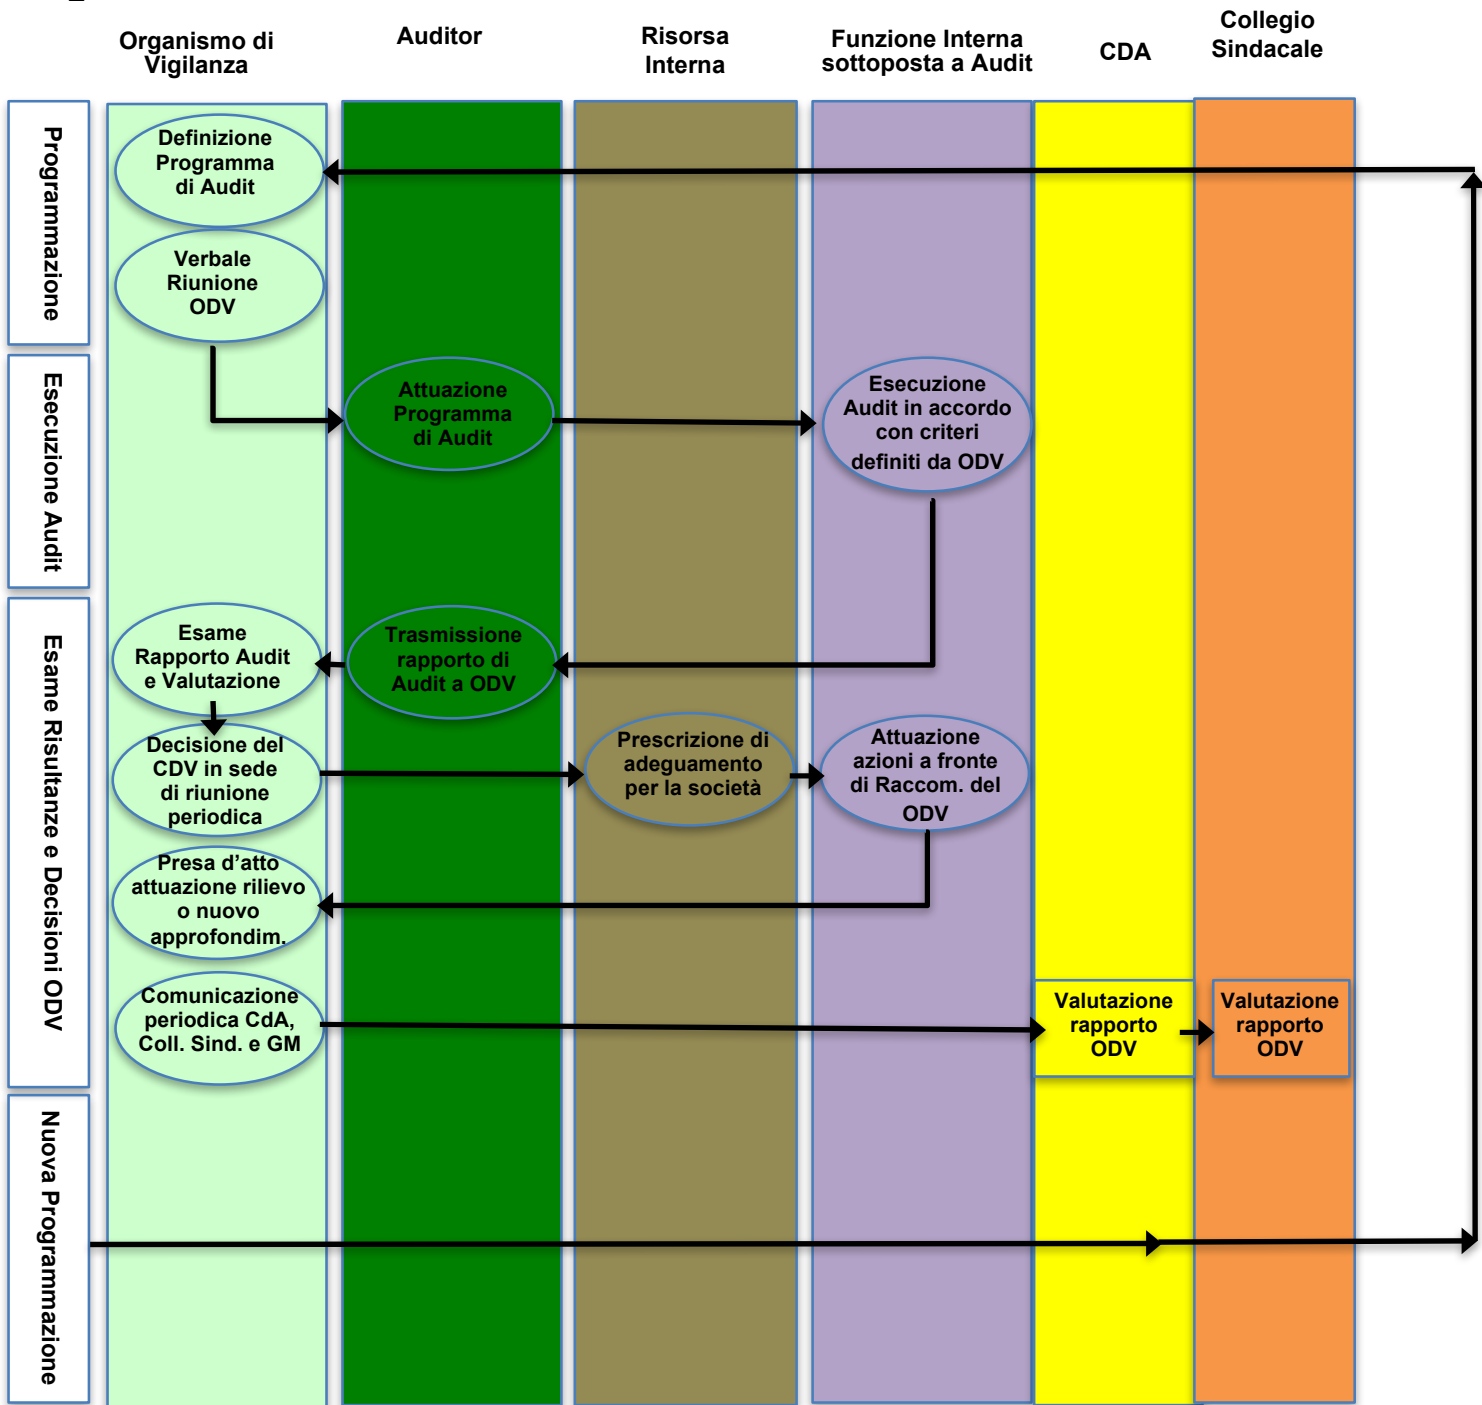 Organismo di
Vigilanza
Auditor
Risorsa
Interna
Funzione Interna
sottoposta a Audit
CDA
Collegio
Sindacale
Programmazione
Definizione
Programma
di Audit
Verbale
Riunione
ODV
Esecuzione Audit
Attuazione
Programma
di Audit
Esecuzione
Audit in accordo
con criteri
definiti da ODV
Esame Risultanze e Decisioni ODV
Esame
Rapporto Audit
e Valutazione
Trasmissione
rapporto di
Audit a ODV
Decisione del
CDV in sede
di riunione
periodica
Prescrizione di
adeguamento
per la società
Attuazione
azioni a fronte
di Raccom. del
ODV
Presa d’atto
attuazione rilievo
o nuovo
approfondim.
Comunicazione
periodica CdA,
Coll. Sind. e GM
Valutazione
rapporto
ODV
Valutazione
rapporto
ODV
Nuova Programmazione